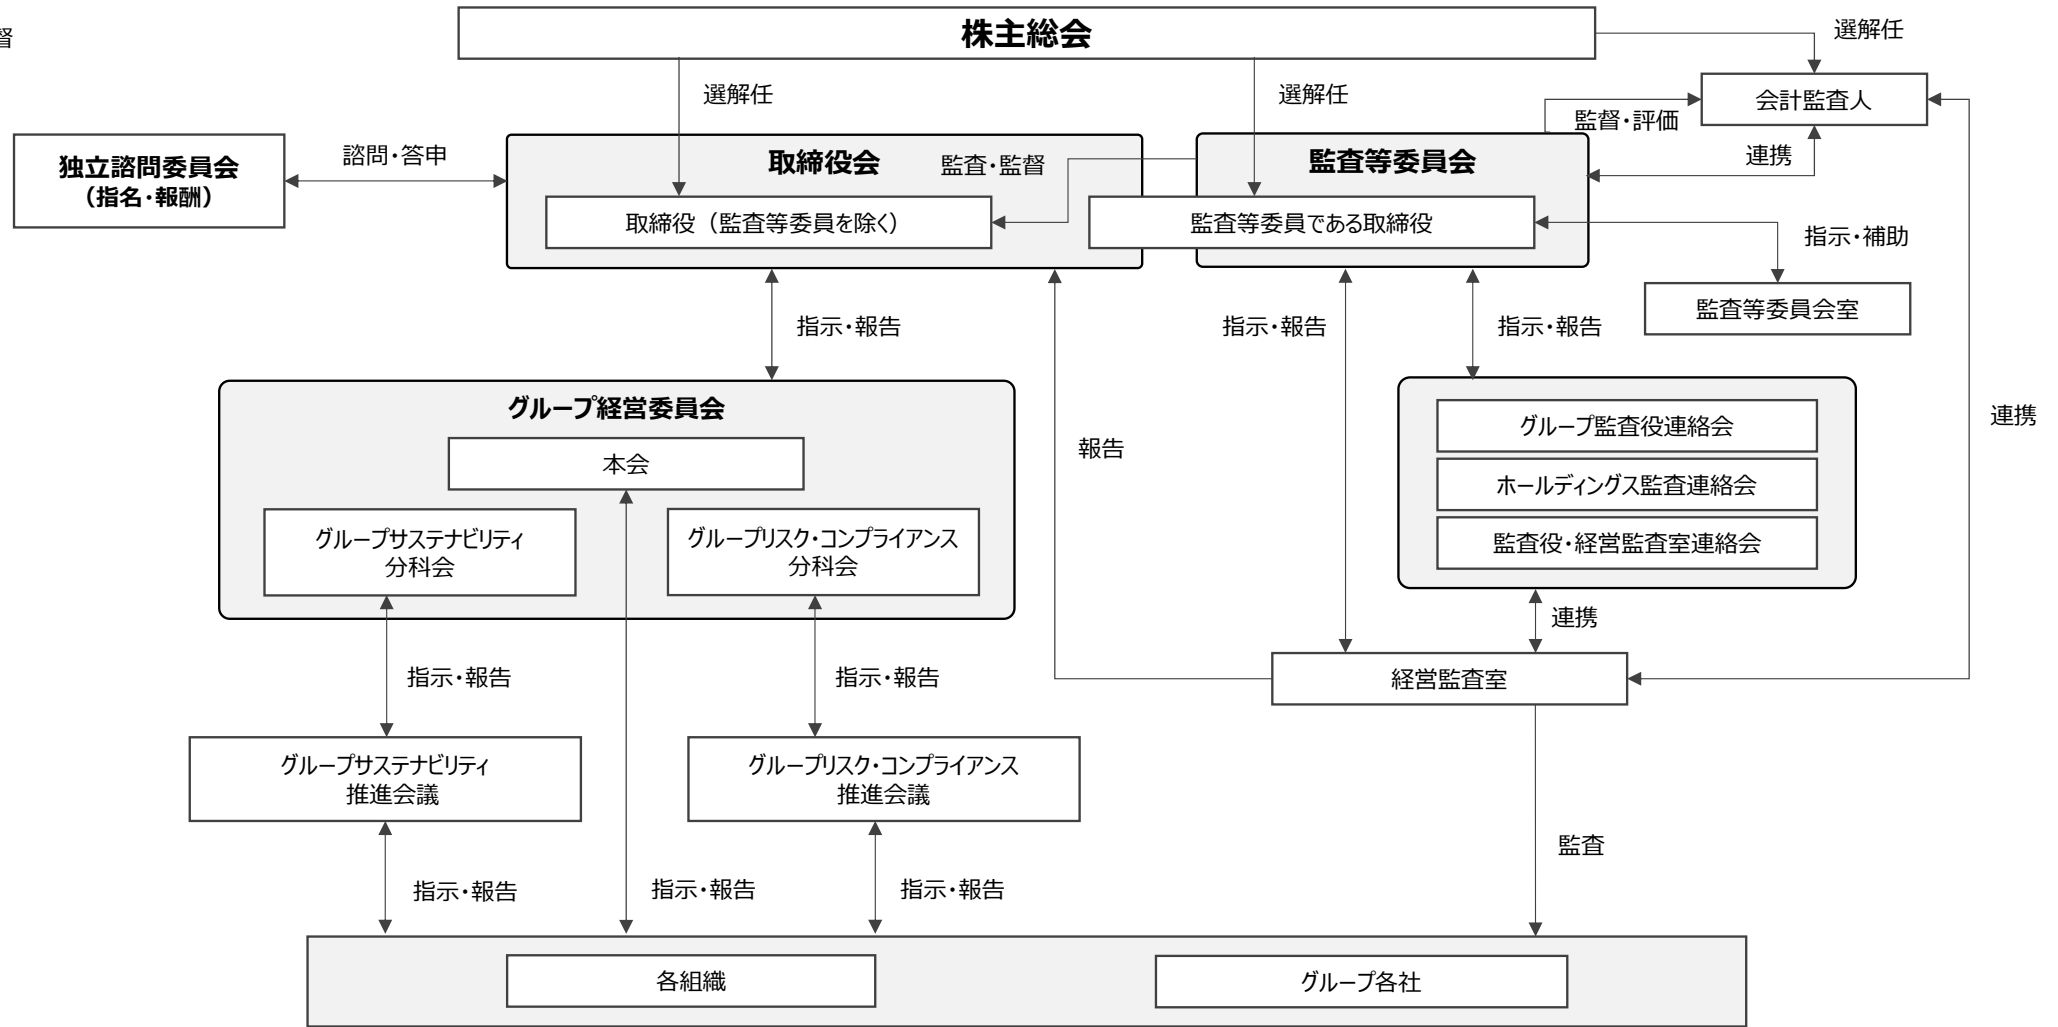 株主総会
選解任
督
会計監査人
選解任
選解任
監督・評価
連携
独立諮問委員会
（指名・報酬）
諮問・答申
取締役会
監査・監督
監査等委員会
取締役（監査等委員を除く）
監査等委員である取締役
指示・補助
監査等委員会室
指示・報告
指示・報告
指示・報告
グループ経営委員会
本会
グループサステナビリティ
分科会
グループリスク・コンプライアンス
分科会
報告
グループ監査役連絡会
ホールディングス監査連絡会
監査役・経営監査室連絡会
連携
連携
経営監査室
指示・報告
指示・報告
グループサステナビリティ
推進会議
グループリスク・コンプライアンス
推進会議
監査
指示・報告
指示・報告
指示・報告
各組織
グループ各社